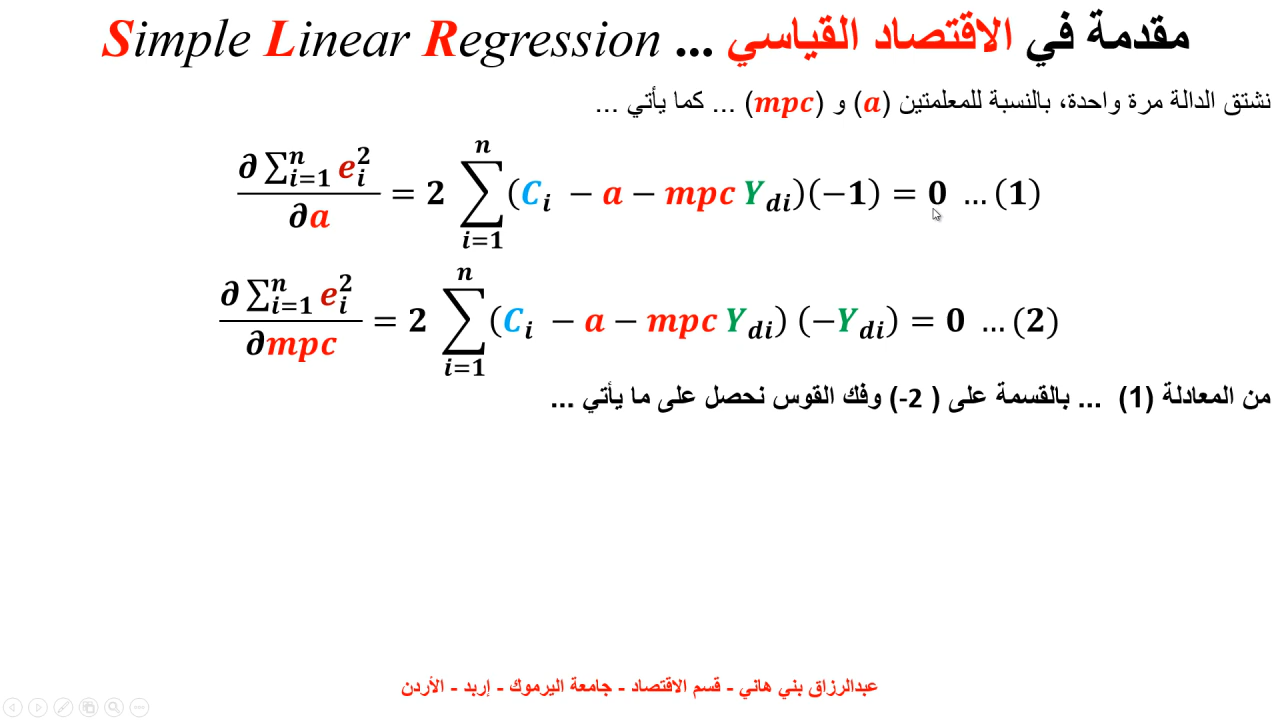 مقدمة في الاقتصاد القياسي ... Simple Linear Regression
نشتق الدالة مرة واحدة، بالنسبة للمعلمتين (a) و (mpc) ... كما يأتي ...
∂ ∑ⁿᵢ₌₁ eᵢ² / ∂a = 2 ∑ⁿᵢ₌₁ (Cᵢ − a − mpc Y_di)(−1) = 0 ...(1)
∂ ∑ⁿᵢ₌₁ eᵢ² / ∂mpc = 2 ∑ⁿᵢ₌₁ (Cᵢ − a − mpc Y_di) (−Y_di) = 0 ...(2)
من المعادلة (1) ... بالقسمة على ( 2-) وفك القوس نحصل على ما يأتي ...
عبدالرزاق بني هاني - قسم الاقتصاد - جامعة اليرموك - إربد - الأردن